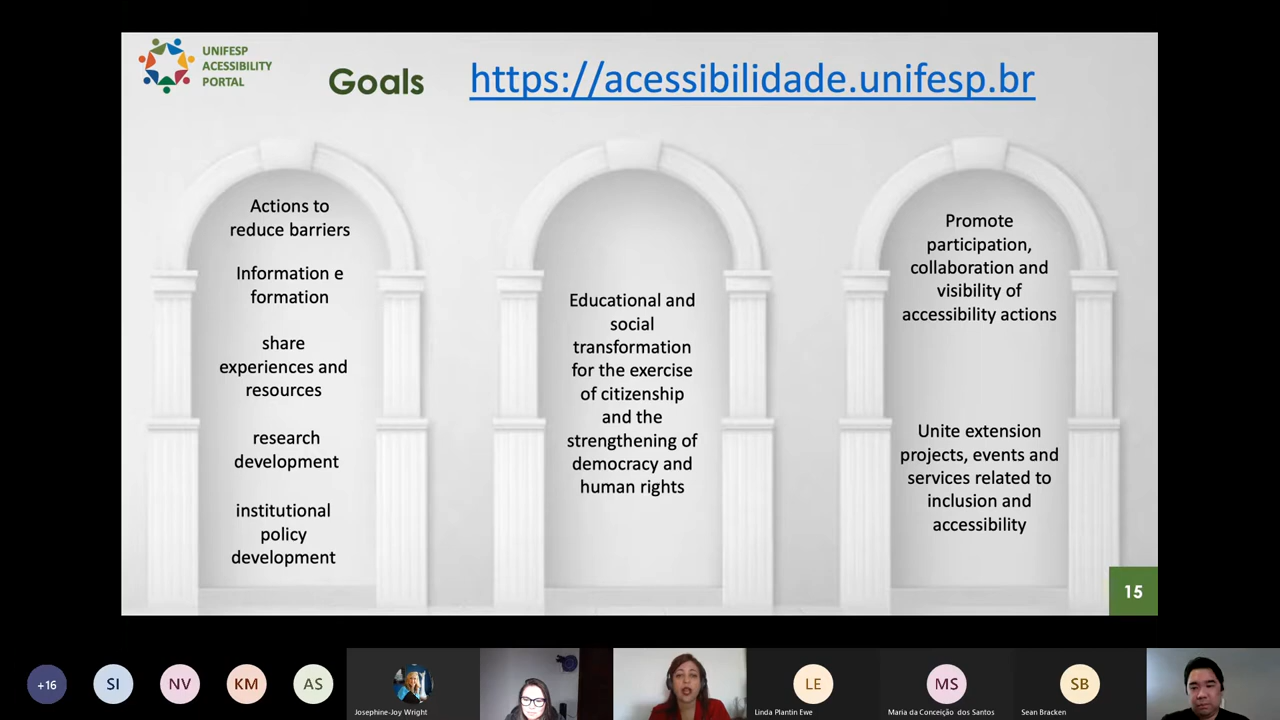 UNIFESP
ACESSIBILITY
PORTAL
Goals
https://acessibilidade.unifesp.br
Actions to
reduce barriers
Information e
formation
share
experiences and
resources
research
development
institutional
policy
development
Educational and
social
transformation
for the exercise
of citizenship
and the
strengthening of
democracy and
human rights
Promote
participation,
collaboration and
visibility of
accessibility actions
Unite extension
projects, events and
services related to
inclusion and
accessibility
15
+16
SI
NV
KM
AS
Josephine-Joy Wright
LE
Linda Plantin Ewe
MS
Maria da Conceição dos Santos
SB
Sean Bracken